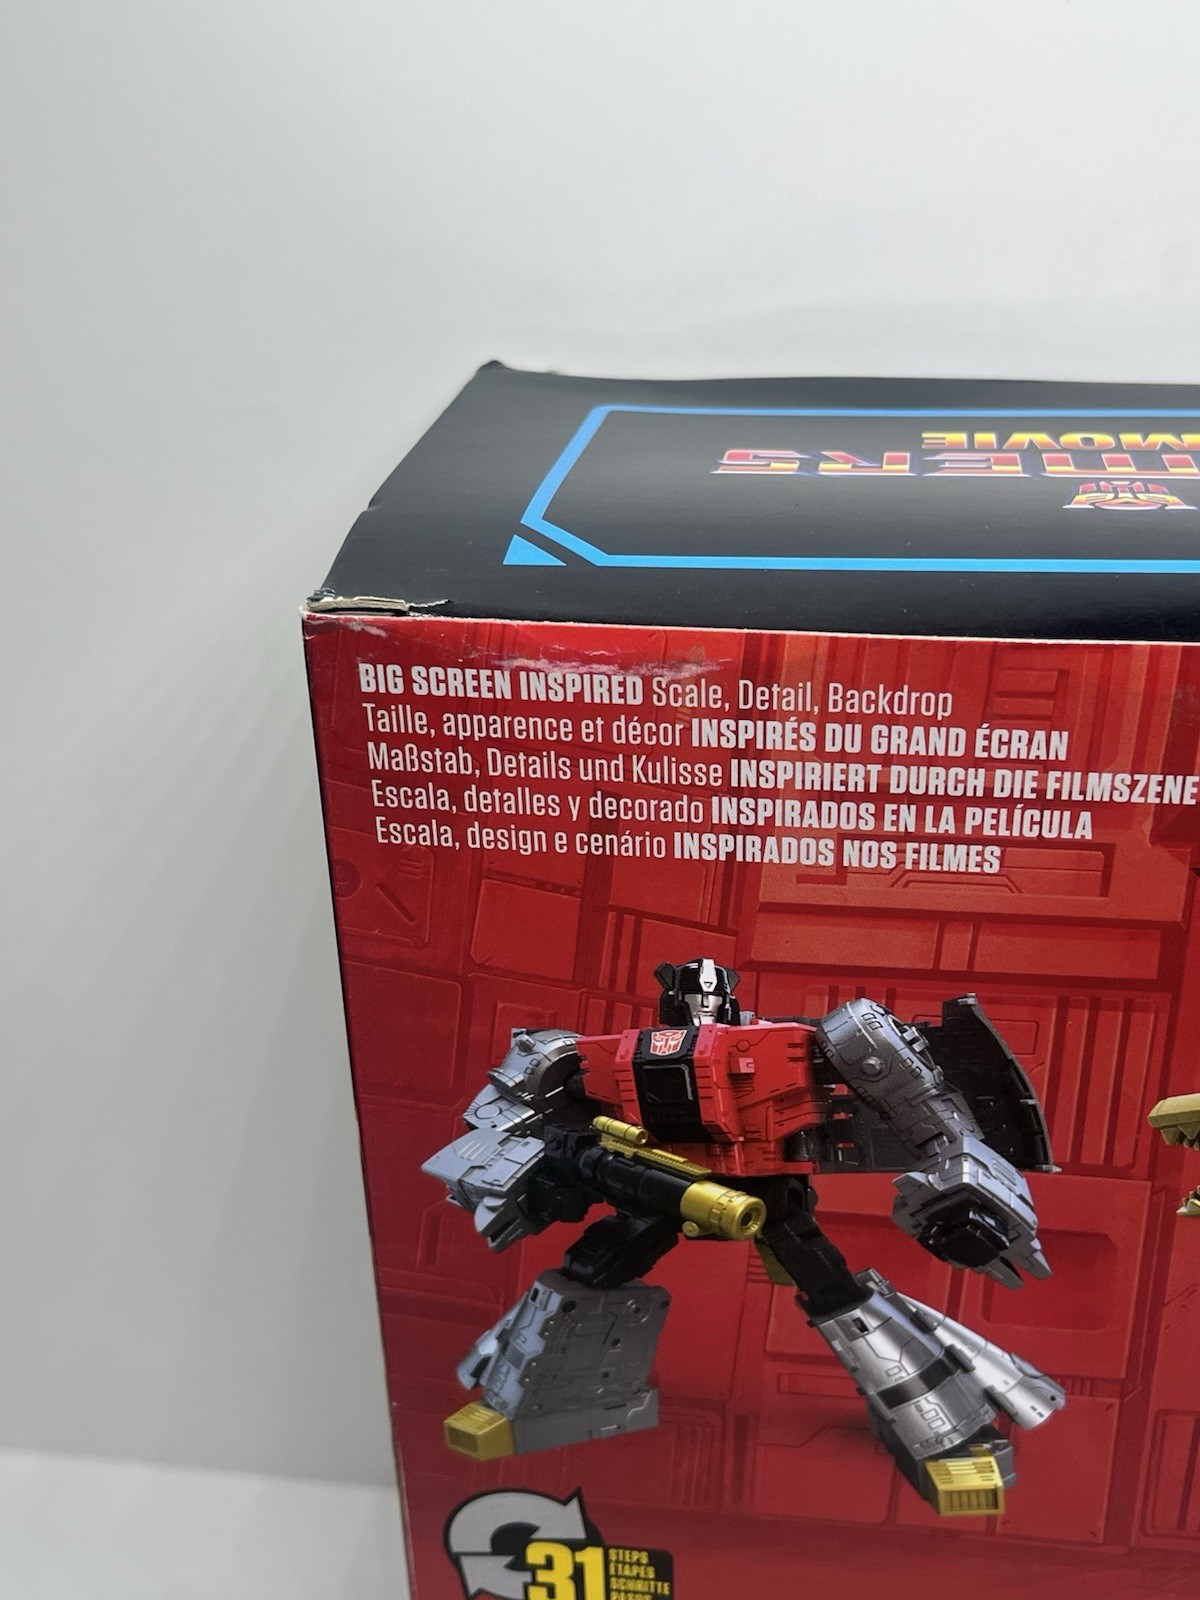 MOVIE
BIG SCREEN INSPIRED Scale, Detail, Backdrop
Taille, apparence et décor INSPIRÉS DU GRAND ÉCRAN
Maßstab, Details und Kulisse INSPIRIERT DURCH DIE FILMSZENE
Escala, detalles y decorado INSPIRADOS EN LA PELÍCULA
Escala, design e cenário INSPIRADOS NOS FILMES
31
STEPS
ETAPES
SCHRITTE